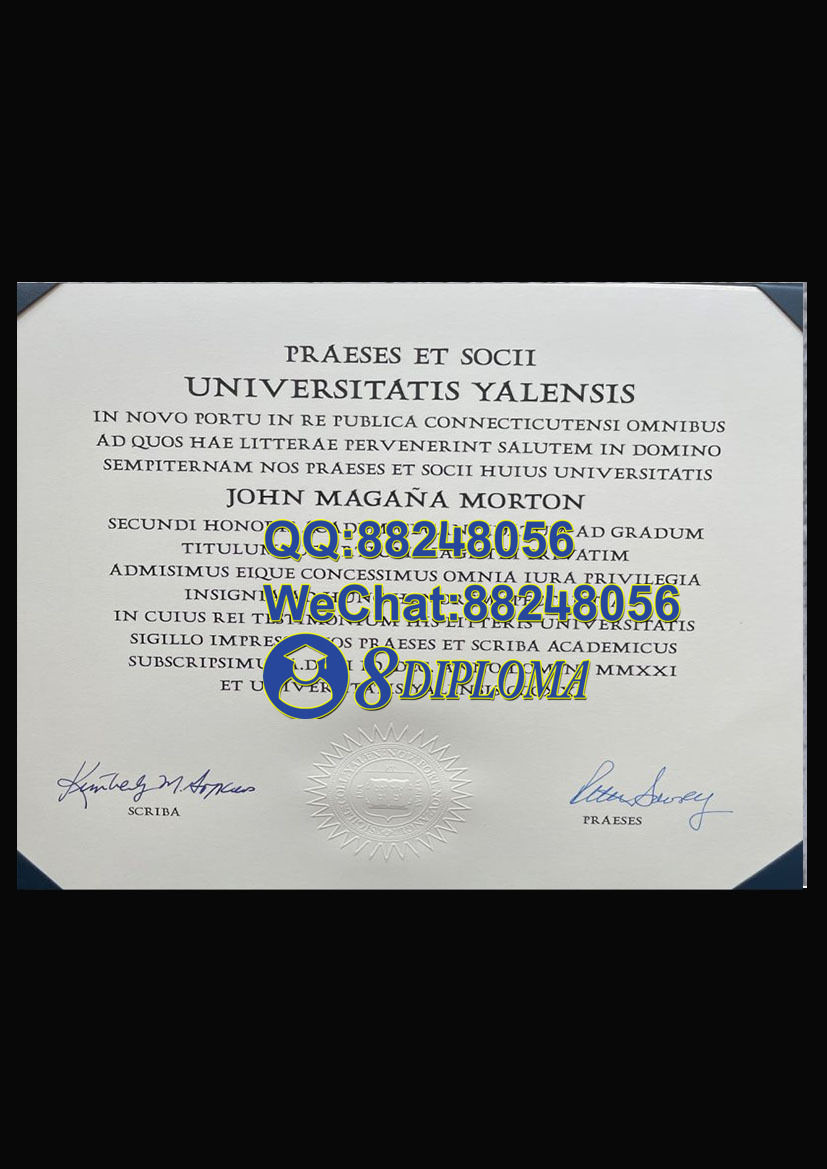 PRAESES ET SOCII
UNIVERSITATIS YALENSIS
IN NOVO PORTU IN RE PUBLICA CONNECTICUTENSI OMNIBUS
AD QUOS HAE LITTERAE PERVENERINT SALUTEM IN DOMINO
SEMPITERNAM NOS PRAESES ET SOCII HUIUS UNIVERSITATIS
JOHN MAGAÑA MORTON
SECUNDI AD GRADUM
QQ:88248056
ADMISIMUS EIQUE CONCESSIMUS OMNIA IURA PRIVILEGIA
WeChat:88248056
IN CUIUS REI TESTIMONIUM HIS LITTERIS UNIVERSITATIS
SIGILLO PRAESES ET SCRIBA ACADEMICUS
MMXXI
8DIPLOMA
ET
SCRIBA
PRAESES